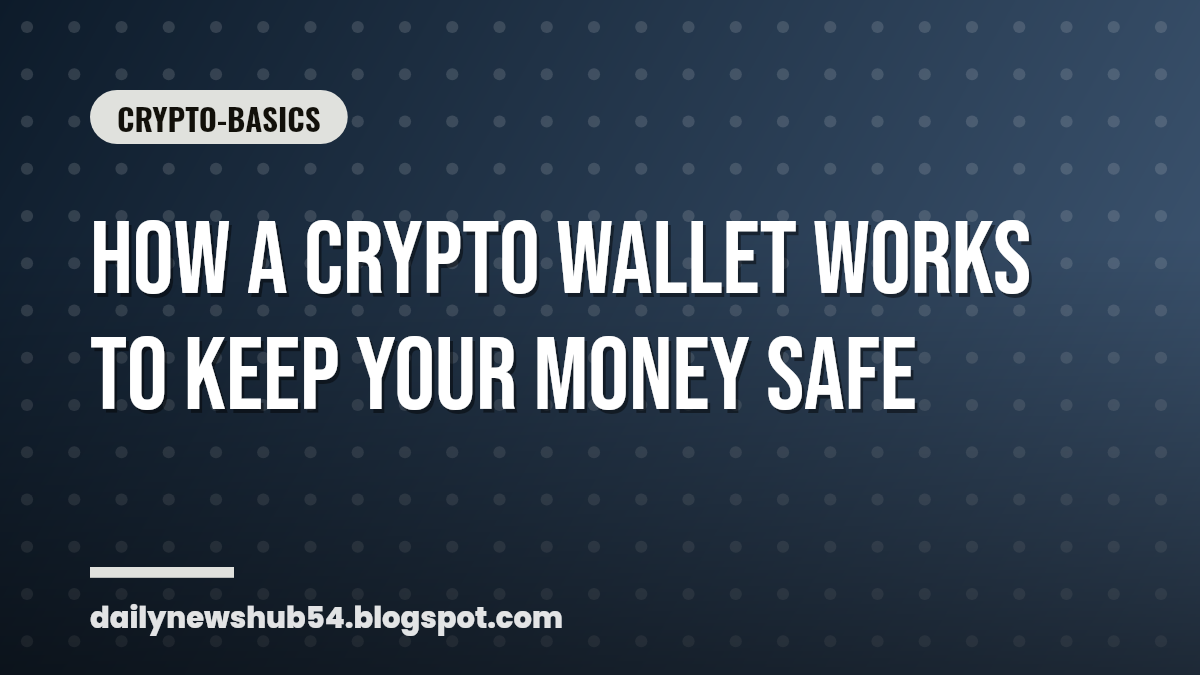 CRYPTO-BASICS
HOW A CRYPTO WALLET WORKS
TO KEEP YOUR MONEY SAFE
dailynewshub54.blogspot.com